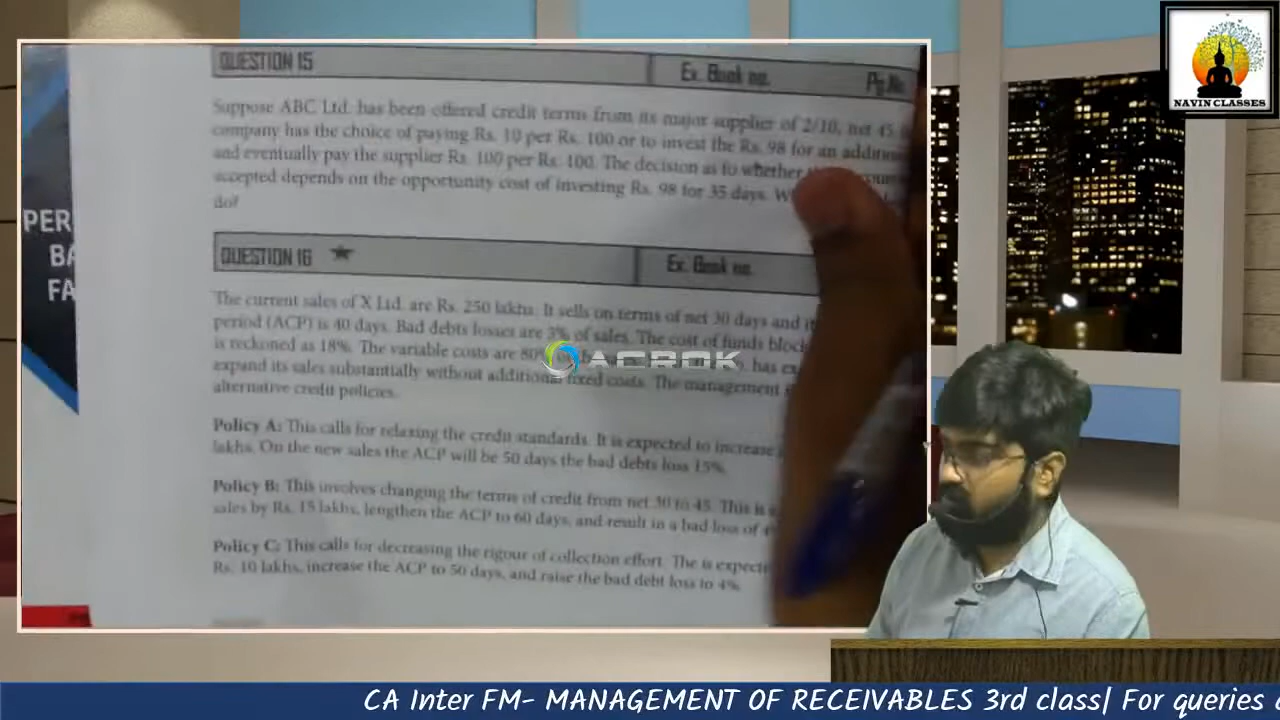 QUESTION 15 Ex. Book no. Pg.No.
Suppose ABC Ltd. has been offered credit terms from its major supplier of 2/10, net 45
company has the choice of paying Rs. 10 per Rs. 100 or to invest the Rs. 98 for an additio
and eventually pay the supplier Rs. 100 per Rs. 100. The decision as to whether
accepted depends on the opportunity cost of investing Rs. 98 for 35 days.
do?
QUESTION 16 Ex. Book no.
The current sales of X Ltd. are Rs. 250 lakhs. It sells on terms of net 30 days and
period (ACP) is 40 days. Bad debts losses are 3% of sales. The cost of funds block
is reckoned as 18%. The variable costs are 80% has ex
expand its sales substantially without additional fixed costs. The management
alternative credit policies.
Policy A: This calls for relaxing the credit standards. It is expected to increase
lakhs. On the new sales the ACP will be 50 days the bad debts loss 15%.
Policy B: This involves changing the terms of credit from net 30 to 45. This is
sales by Rs. 15 lakhs, lengthen the ACP to 60 days, and result in a bad loss of
Policy C: This calls for decreasing the rigour of collection effort. The is expecte
Rs. 10 lakhs, increase the ACP to 50 days, and raise the bad debt loss to 4%.
ACROK
PER
BA
FA
NAVIN CLASSES
CA Inter FM- MANAGEMENT OF RECEIVABLES 3rd class| For queries